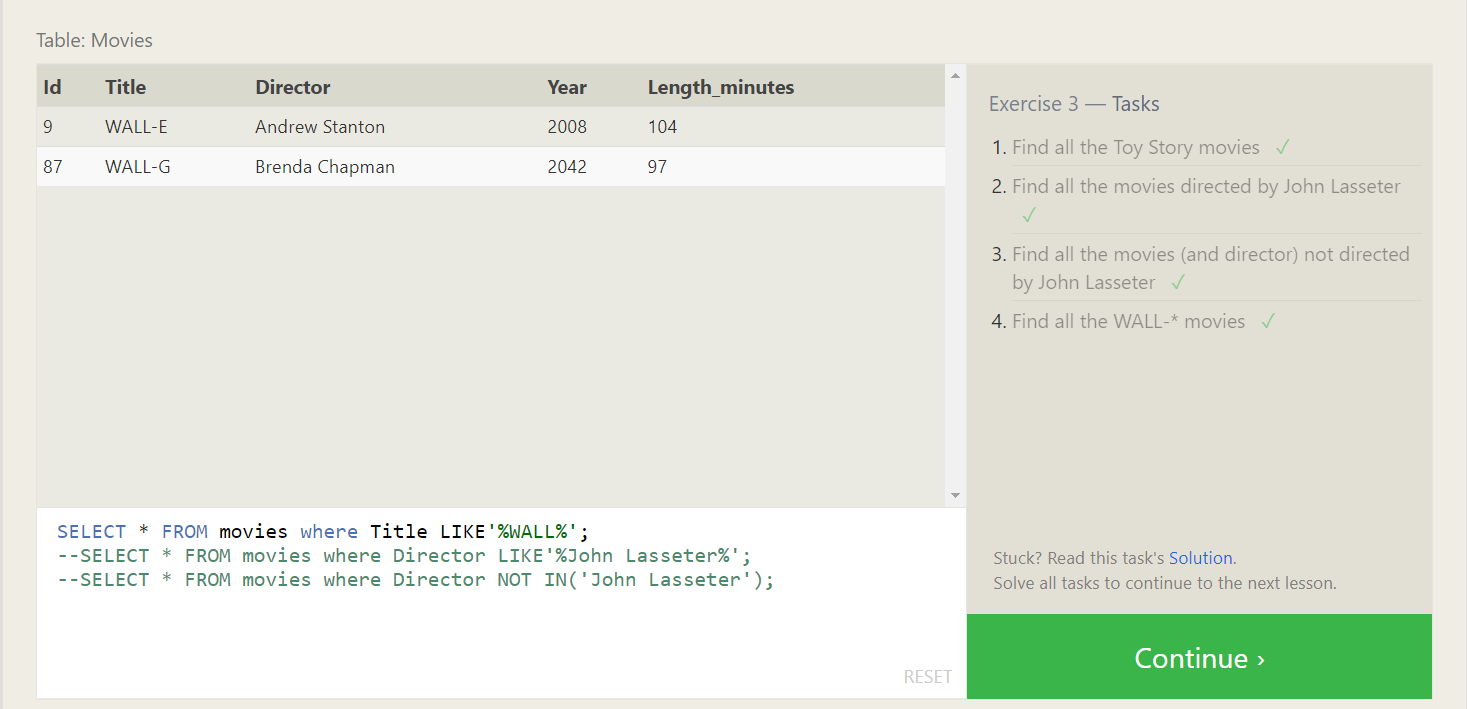 Table: Movies
Id Title Director Year Length_minutes
9 WALL-E Andrew Stanton 2008 104
87 WALL-G Brenda Chapman 2042 97
SELECT * FROM movies where Title LIKE'%WALL%';
--SELECT * FROM movies where Director LIKE'%John Lasseter%';
--SELECT * FROM movies where Director NOT IN('John Lasseter');
RESET
Exercise 3 — Tasks
1. Find all the Toy Story movies ✓
2. Find all the movies directed by John Lasseter
✓
3. Find all the movies (and director) not directed
by John Lasseter ✓
4. Find all the WALL-* movies ✓
Stuck? Read this task's Solution.
Solve all tasks to continue to the next lesson.
Continue ›